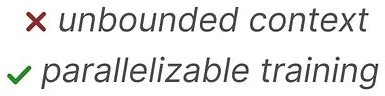 ✗ unbounded context
✓ parallelizable training